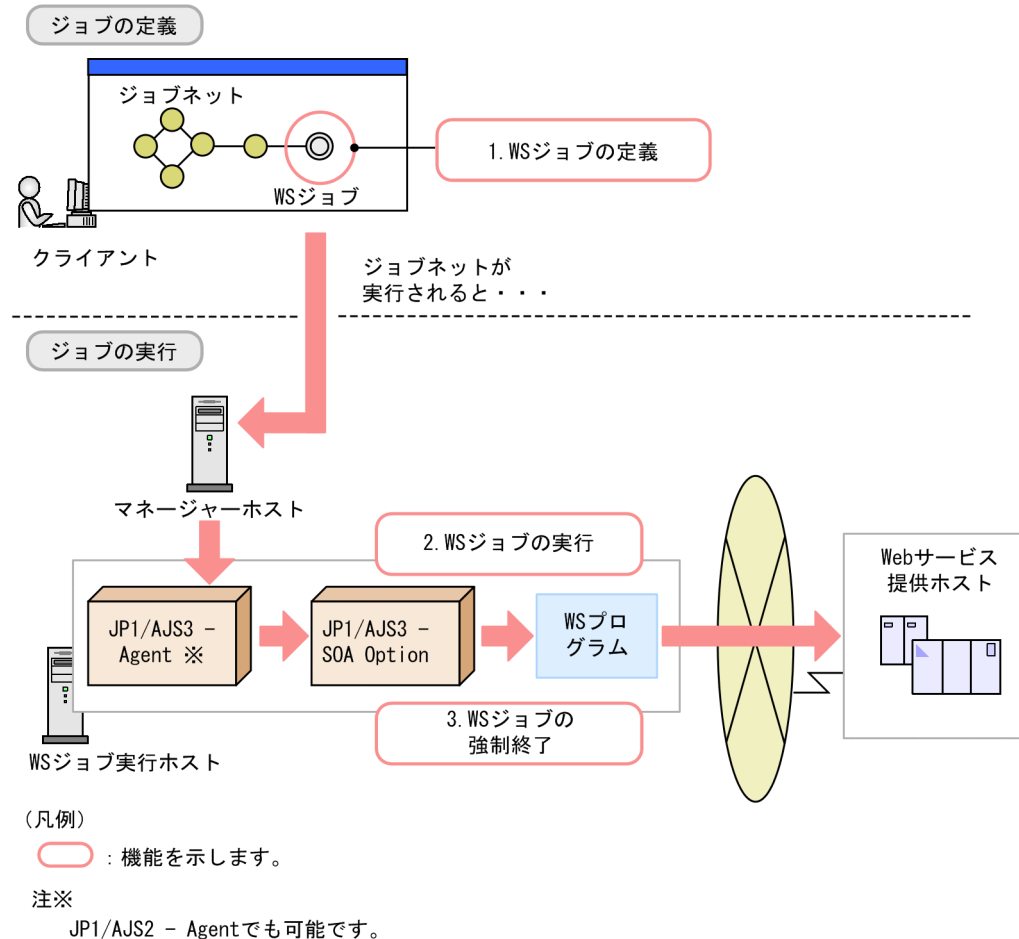 ジョブの定義
ジョブネット
1.WSジョブの定義
WSジョブ
クライアント
ジョブネットが
実行されると・・・
ジョブの実行
マネージャーホスト
2.WSジョブの実行
JP1/AJS3 −
Agent ※
JP1/AJS3 −
SOA Option
WSプロ
グラム
Webサービス
提供ホスト
3.WSジョブの
強制終了
WSジョブ実行ホスト
（凡例）
：機能を示します。
注※
JP1/AJS2 − Agentでも可能です。